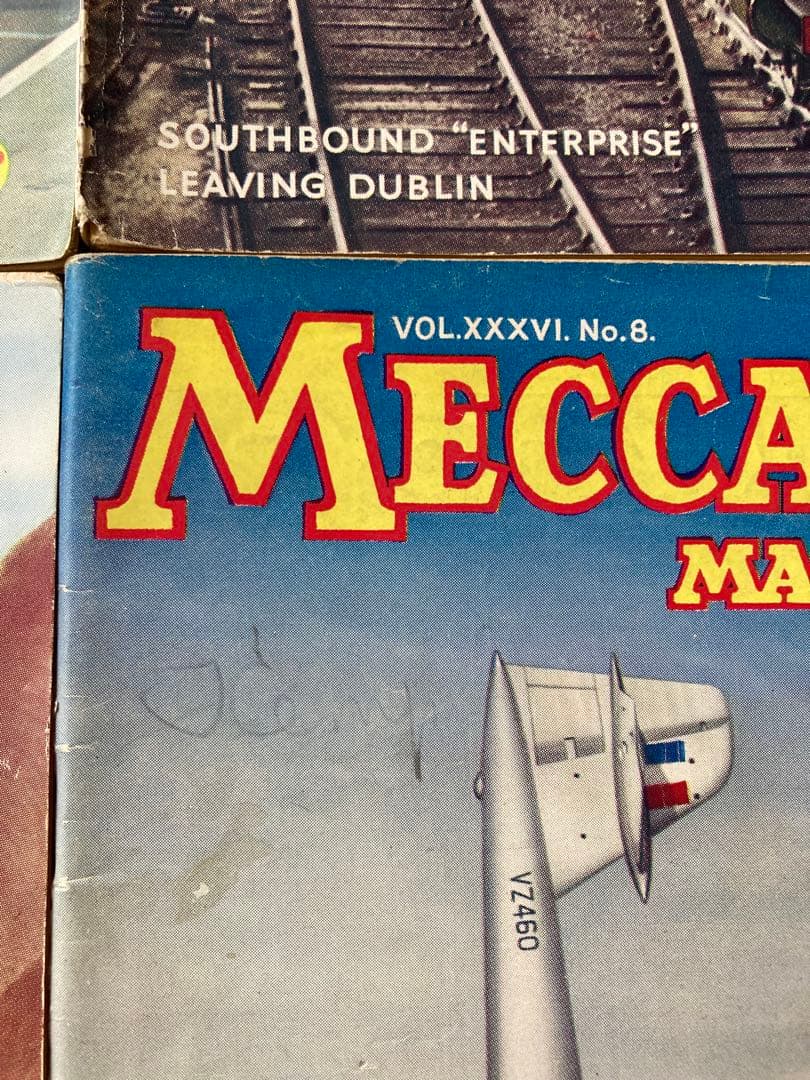 SOUTHBOUND "ENTERPRISE"
LEAVING DUBLIN
VOL.XXXVI. No.8.
MECCA
MA
VZ460